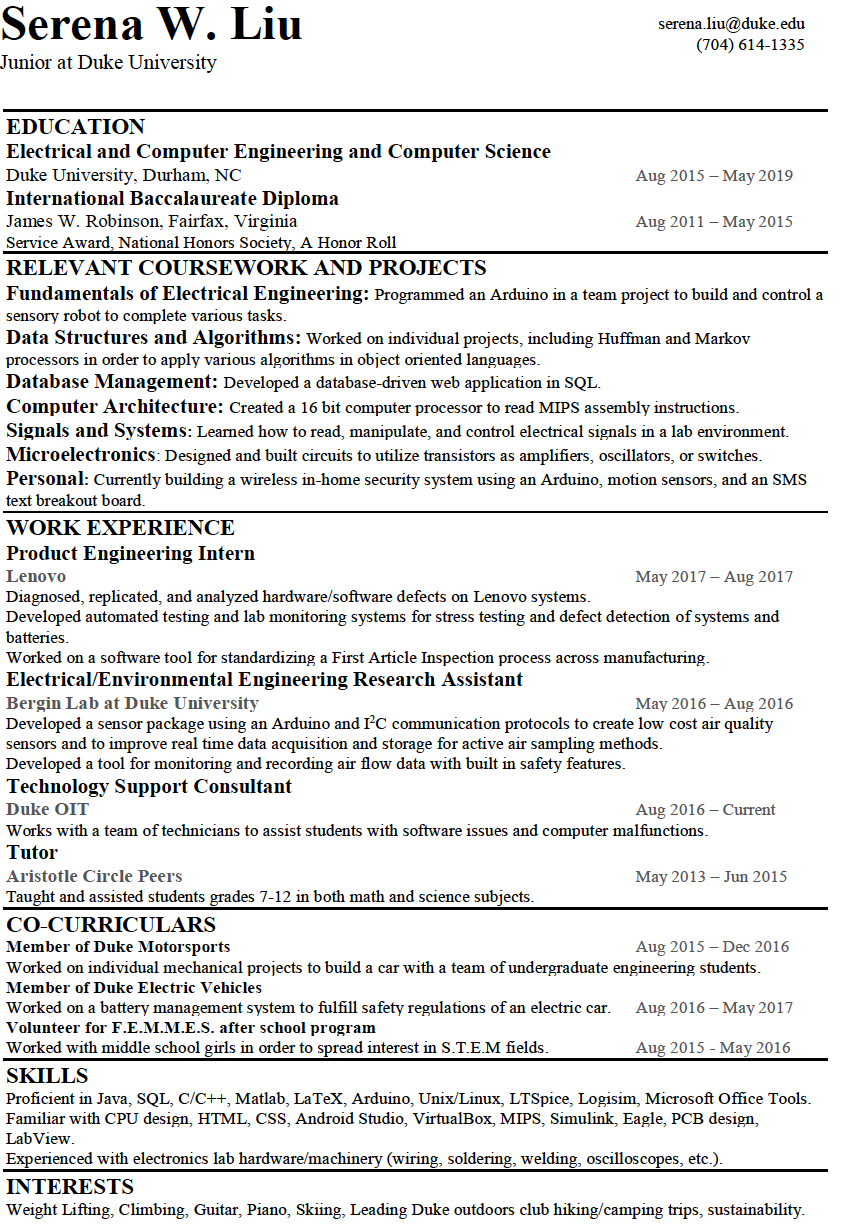 Serena W. Liu
serena.liu@duke.edu
(704) 614-1335
Junior at Duke University
EDUCATION
Electrical and Computer Engineering and Computer Science
Duke University, Durham, NC Aug 2015 – May 2019
International Baccalaureate Diploma
James W. Robinson, Fairfax, Virginia Aug 2011 – May 2015
Service Award, National Honors Society, A Honor Roll
RELEVANT COURSEWORK AND PROJECTS
Fundamentals of Electrical Engineering: Programmed an Arduino in a team project to build and control a
sensory robot to complete various tasks.
Data Structures and Algorithms: Worked on individual projects, including Huffman and Markov
processors in order to apply various algorithms in object oriented languages.
Database Management: Developed a database-driven web application in SQL.
Computer Architecture: Created a 16 bit computer processor to read MIPS assembly instructions.
Signals and Systems: Learned how to read, manipulate, and control electrical signals in a lab environment.
Microelectronics: Designed and built circuits to utilize transistors as amplifiers, oscillators, or switches.
Personal: Currently building a wireless in-home security system using an Arduino, motion sensors, and an SMS
text breakout board.
WORK EXPERIENCE
Product Engineering Intern
Lenovo May 2017 – Aug 2017
Diagnosed, replicated, and analyzed hardware/software defects on Lenovo systems.
Developed automated testing and lab monitoring systems for stress testing and defect detection of systems and
batteries.
Worked on a software tool for standardizing a First Article Inspection process across manufacturing.
Electrical/Environmental Engineering Research Assistant
Bergin Lab at Duke University May 2016 – Aug 2016
Developed a sensor package using an Arduino and I²C communication protocols to create low cost air quality
sensors and to improve real time data acquisition and storage for active air sampling methods.
Developed a tool for monitoring and recording air flow data with built in safety features.
Technology Support Consultant
Duke OIT Aug 2016 – Current
Works with a team of technicians to assist students with software issues and computer malfunctions.
Tutor
Aristotle Circle Peers May 2013 – Jun 2015
Taught and assisted students grades 7-12 in both math and science subjects.
CO-CURRICULARS
Member of Duke Motorsports Aug 2015 – Dec 2016
Worked on individual mechanical projects to build a car with a team of undergraduate engineering students.
Member of Duke Electric Vehicles
Worked on a battery management system to fulfill safety regulations of an electric car. Aug 2016 – May 2017
Volunteer for F.E.M.M.E.S. after school program
Worked with middle school girls in order to spread interest in S.T.E.M fields. Aug 2015 - May 2016
SKILLS
Proficient in Java, SQL, C/C++, Matlab, LaTeX, Arduino, Unix/Linux, LTSpice, Logisim, Microsoft Office Tools.
Familiar with CPU design, HTML, CSS, Android Studio, VirtualBox, MIPS, Simulink, Eagle, PCB design,
LabView.
Experienced with electronics lab hardware/machinery (wiring, soldering, welding, oscilloscopes, etc.).
INTERESTS
Weight Lifting, Climbing, Guitar, Piano, Skiing, Leading Duke outdoors club hiking/camping trips, sustainability.